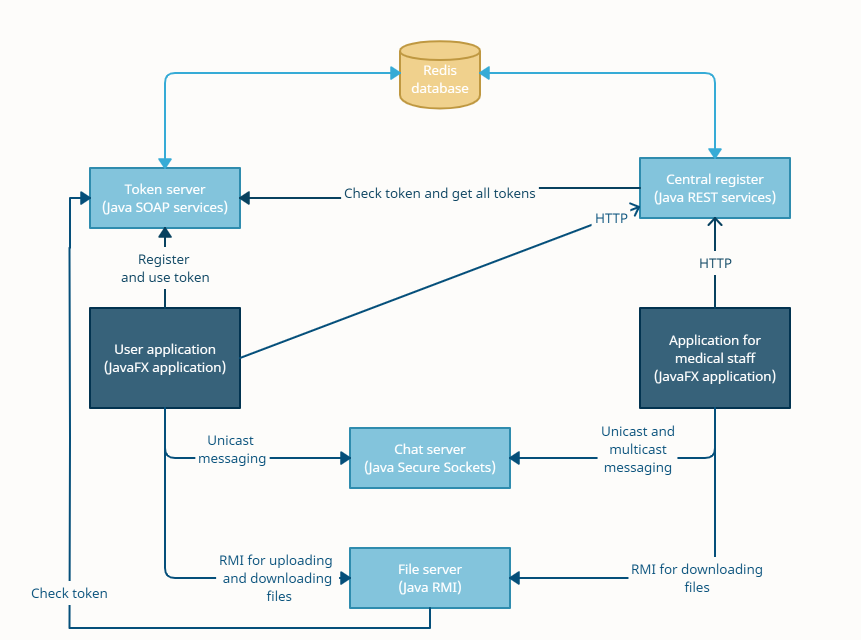 Redis
database
Token server
(Java SOAP services)
Check token and get all tokens
Central register
(Java REST services)
HTTP
Register
and use token
HTTP
User application
(JavaFX application)
Application for
medical staff
(JavaFX application)
Unicast
messaging
Chat server
(Java Secure Sockets)
Unicast and
multicast
messaging
RMI for uploading
and downloading
files
File server
(Java RMI)
RMI for downloading
files
Check token